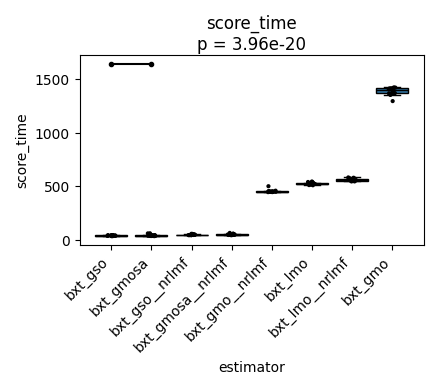 score_time
p = 3.96e-20
score_time
1500
1000
500
0
bxt_gso
bxt_gmosa
bxt_gso__nrlmf
bxt_gmosa__nrlmf
bxt_gmo__nrlmf
bxt_lmo
bxt_lmo__nrlmf
bxt_gmo
estimator